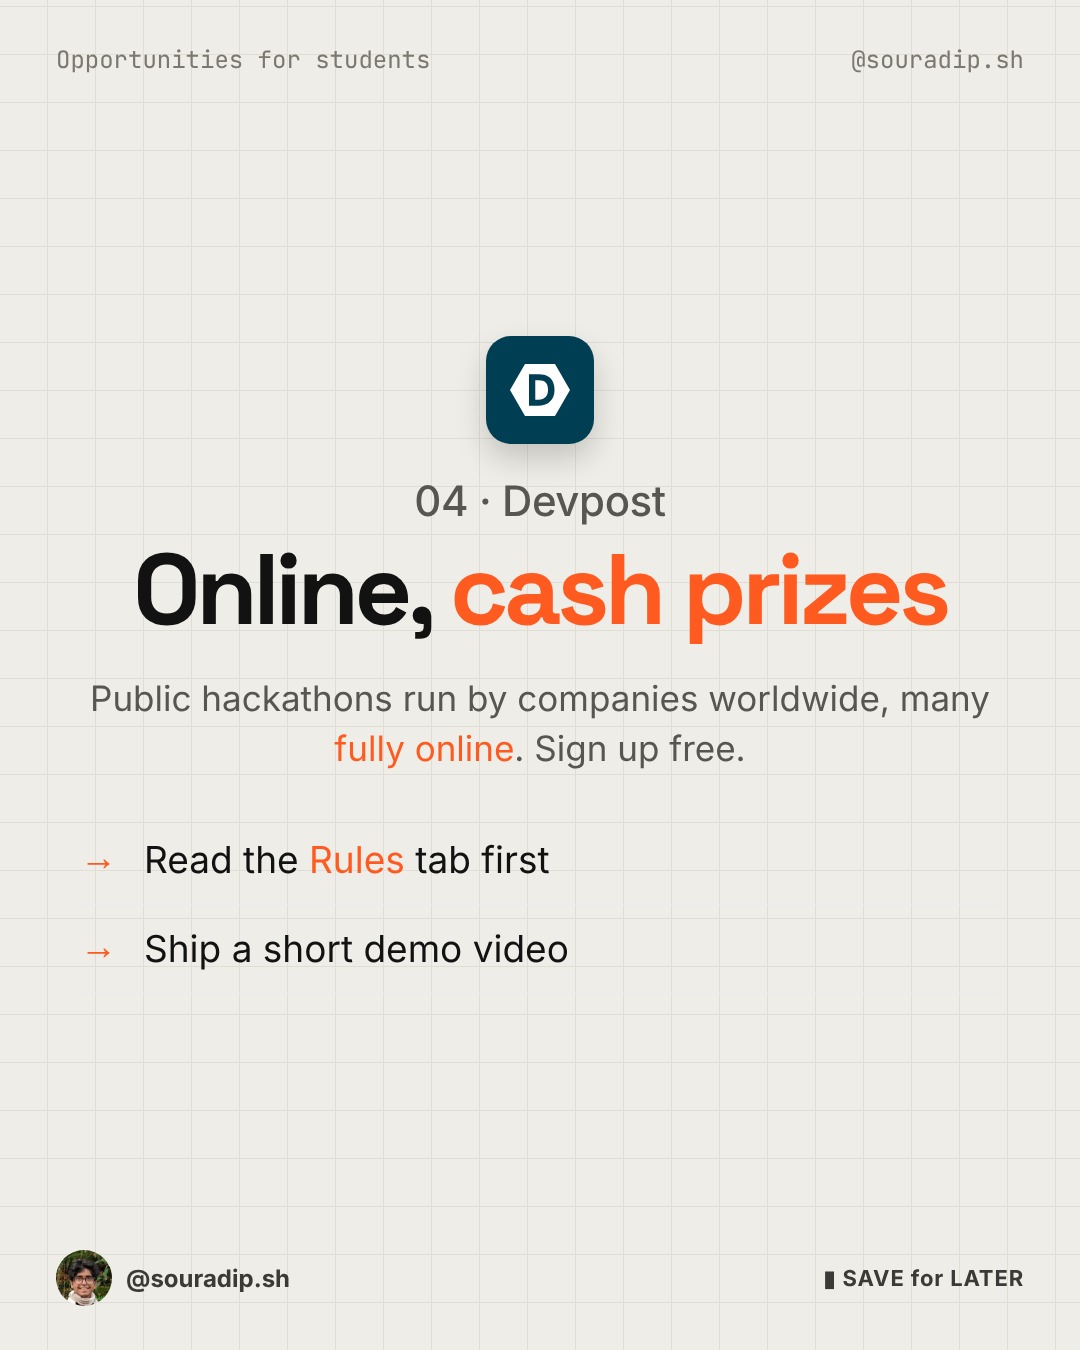 Opportunities for students
@souradip.sh
D
04 · Devpost
Online, cash prizes
Public hackathons run by companies worldwide, many
fully online. Sign up free.
→ Read the Rules tab first
→ Ship a short demo video
@souradip.sh
▮ SAVE for LATER